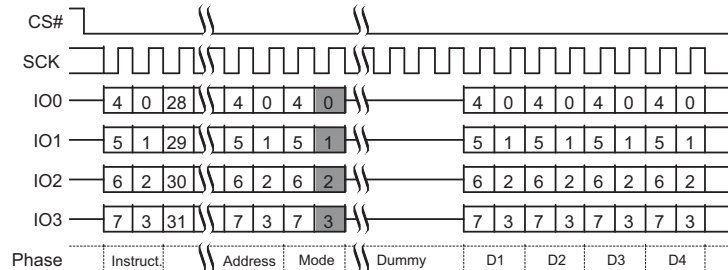 CS#
SCK
IO0 4 0 28 4 0 4 0 4 0 4 0 4 0 4 0
IO1 5 1 29 5 1 5 1 5 1 5 1 5 1 5 1
IO2 6 2 30 6 2 6 2 6 2 6 2 6 2 6 2
IO3 7 3 31 7 3 7 3 7 3 7 3 7 3 7 3
Phase Instruct. Address Mode Dummy D1 D2 D3 D4